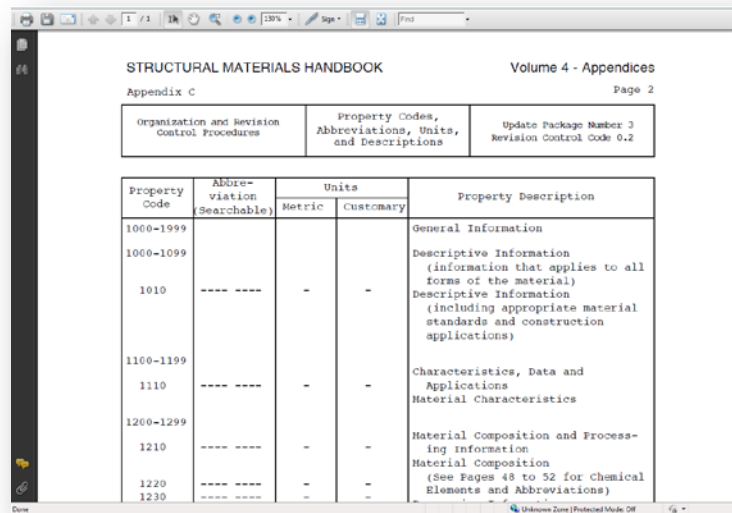 1 / 1
130%
Sign
Find
STRUCTURAL MATERIALS HANDBOOK Volume 4 - Appendices
Appendix C Page 2
Organization and Revision Control Procedures
Property Codes, Abbreviations, Units, and Descriptions
Update Package Number 3
Revision Control Code 0.2
Property Code
Abbre-
viation
(Searchable)
Units
Metric Customary
Property Description
1000-1999 General Information
1000-1099 Descriptive Information
(information that applies to all
forms of the material)
1010 ---- ---- - - Descriptive Information
(including appropriate material
standards and construction
applications)
1100-1199
Characteristics, Data and
1110 ---- ---- - - Applications
Material Characteristics
1200-1299
Material Composition and Process-
1210 ---- ---- - - ing Information
Material Composition
(See Pages 48 to 52 for Chemical
1220 ---- ---- - - Elements and Abbreviations)
1230 ---- ---- - -
Done
Unknown Zone | Protected Mode: Off